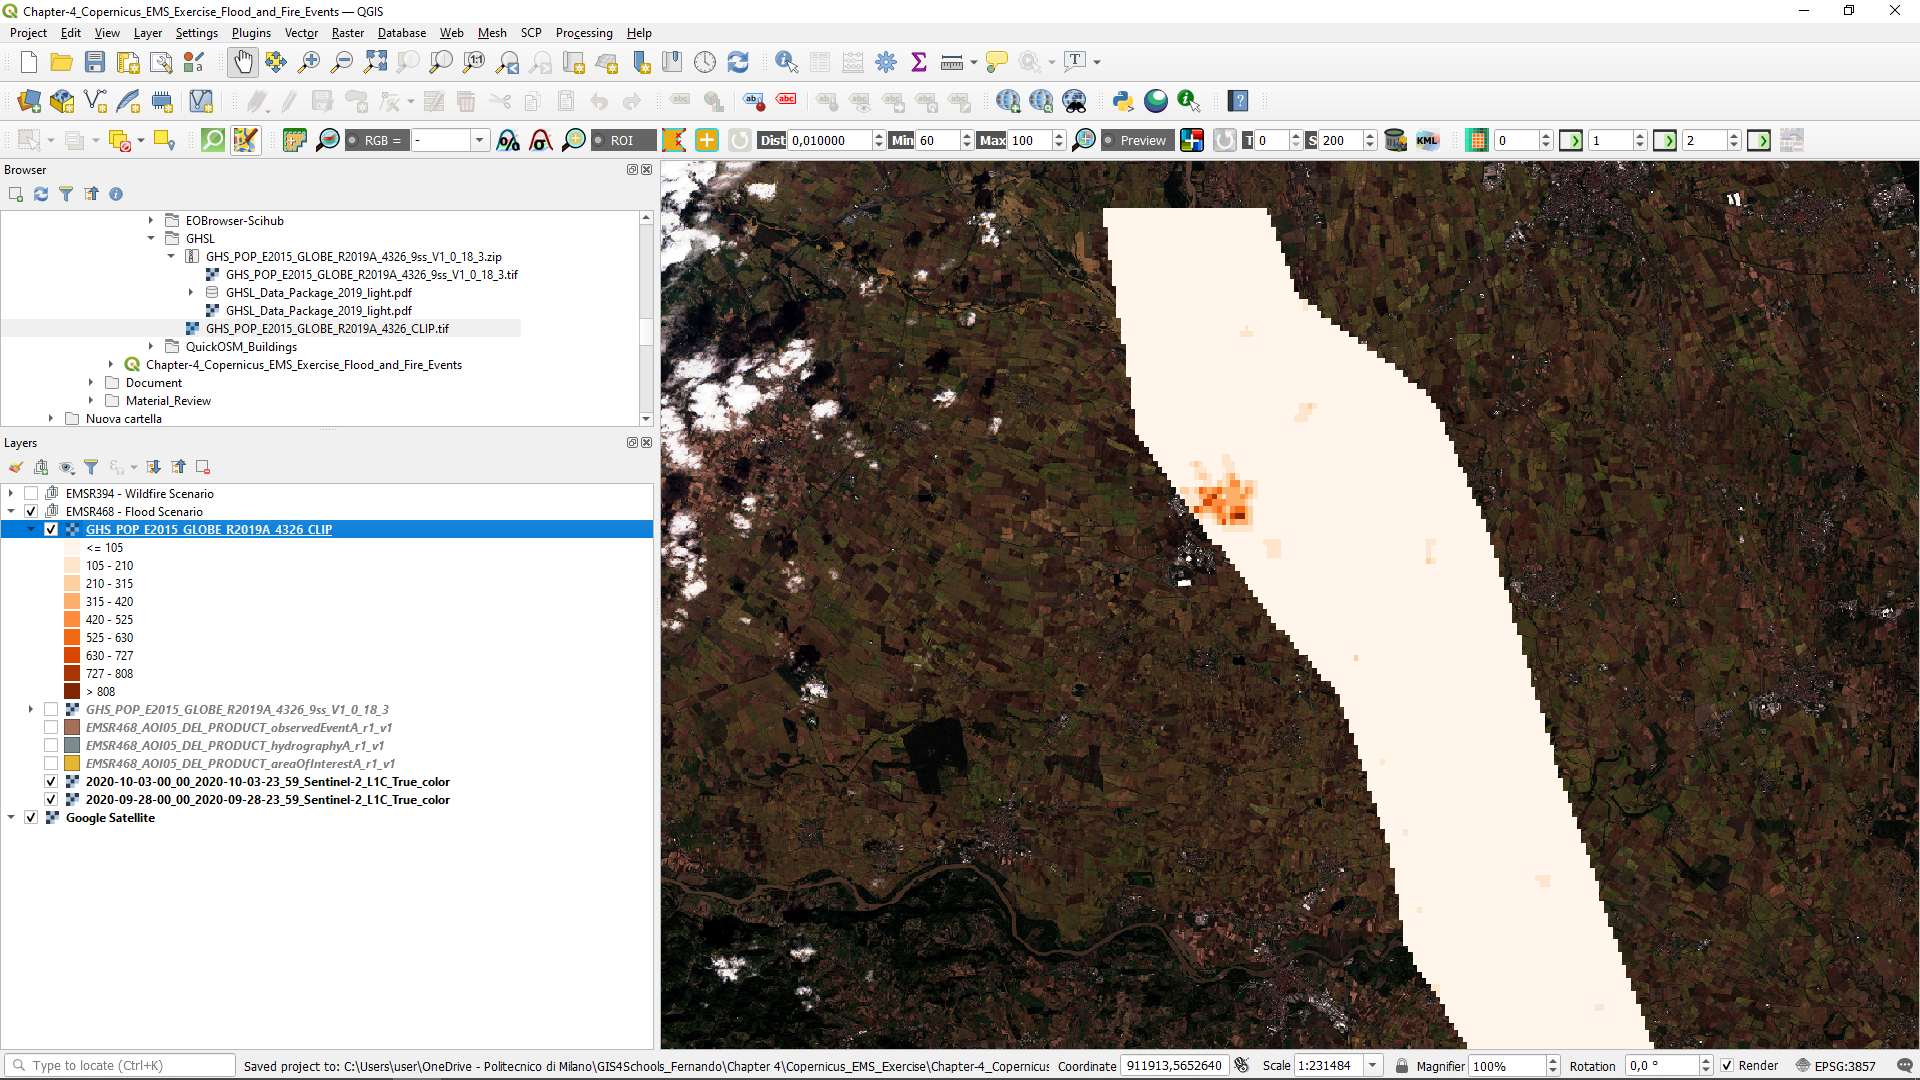 Chapter-4_Copernicus_EMS_Exercise_Flood_and_Fire_Events — QGIS
Project Edit View Layer Settings Plugins Vector Raster Database Web Mesh SCP Processing Help
RGB = - ROI Dist 0,010000 Min 60 Max 100 Preview T 0 S 200 KML 0 1 2
Browser
EOBrowser-Scihub
GHSL
GHS_POP_E2015_GLOBE_R2019A_4326_9ss_V1_0_18_3.zip
GHS_POP_E2015_GLOBE_R2019A_4326_9ss_V1_0_18_3.tif
GHSL_Data_Package_2019_light.pdf
GHSL_Data_Package_2019_light.pdf
GHS_POP_E2015_GLOBE_R2019A_4326_CLIP.tif
QuickOSM_Buildings
Chapter-4_Copernicus_EMS_Exercise_Flood_and_Fire_Events
Document
Material_Review
Nuova cartella
Layers
EMSR394 - Wildfire Scenario
EMSR468 - Flood Scenario
GHS_POP_E2015_GLOBE_R2019A_4326_CLIP
<= 105
105 - 210
210 - 315
315 - 420
420 - 525
525 - 630
630 - 727
727 - 808
> 808
GHS_POP_E2015_GLOBE_R2019A_4326_9ss_V1_0_18_3
EMSR468_AOI05_DEL_PRODUCT_observedEventA_r1_v1
EMSR468_AOI05_DEL_PRODUCT_hydrographyA_r1_v1
EMSR468_AOI05_DEL_PRODUCT_areaOfInterestA_r1_v1
2020-10-03-00_00_2020-10-03-23_59_Sentinel-2_L1C_True_color
2020-09-28-00_00_2020-09-28-23_59_Sentinel-2_L1C_True_color
Google Satellite
Type to locate (Ctrl+K) Saved project to: C:\Users\user\OneDrive - Politecnico di Milano\GIS4Schools_Fernando\Chapter 4\Copernicus_EMS_Exercise\Chapter-4_Copernicus Coordinate 911913,5652640 Scale 1:231484 Magnifier 100% Rotation 0,0 ° Render EPSG:3857